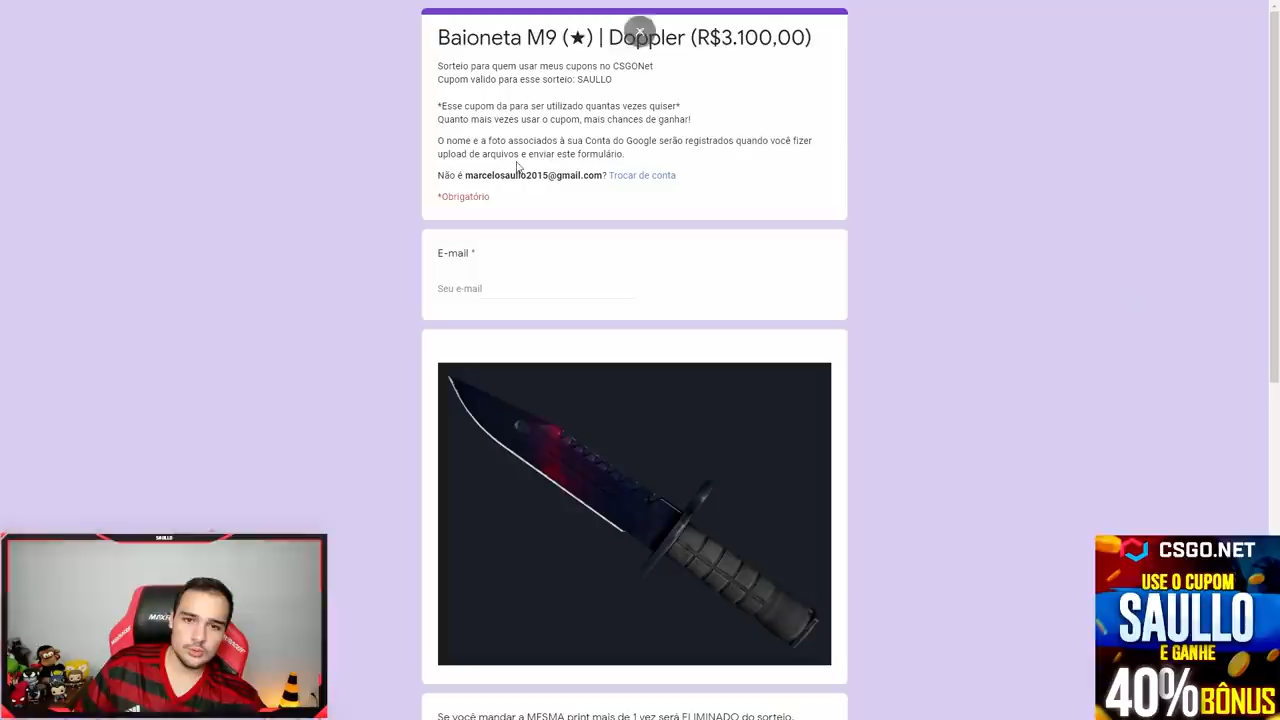 Baioneta M9 (★) | Doppler (R$3.100,00)
Sorteio para quem usar meus cupons no CSGONet
Cupom valido para esse sorteio: SAULLO
*Esse cupom da para ser utilizado quantas vezes quiser*
Quanto mais vezes usar o cupom, mais chances de ganhar!
O nome e a foto associados à sua Conta do Google serão registrados quando você fizer
upload de arquivos e enviar este formulário.
Não é marcelosaullo2015@gmail.com? Trocar de conta
*Obrigatório
E-mail *
Seu e-mail
Se você mandar a MESMA print mais de 1 vez será ELIMINADO do sorteio.
SAULLO
CSGO.NET
USE O CUPOM
SAULLO
E GANHE
40% BÔNUS